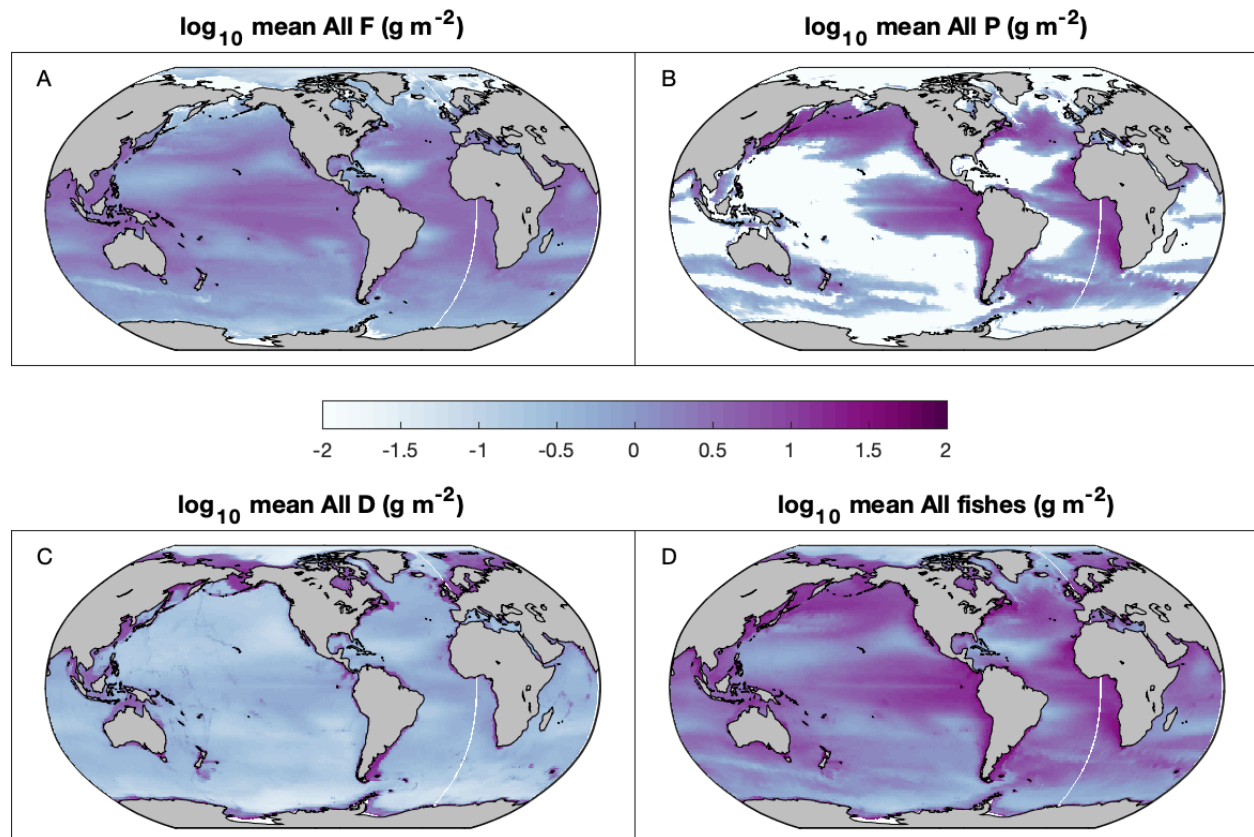 log10 mean All F (g m-2)
log10 mean All P (g m-2)
A
B
-2 -1.5 -1 -0.5 0 0.5 1 1.5 2
log10 mean All D (g m-2)
log10 mean All fishes (g m-2)
C
D